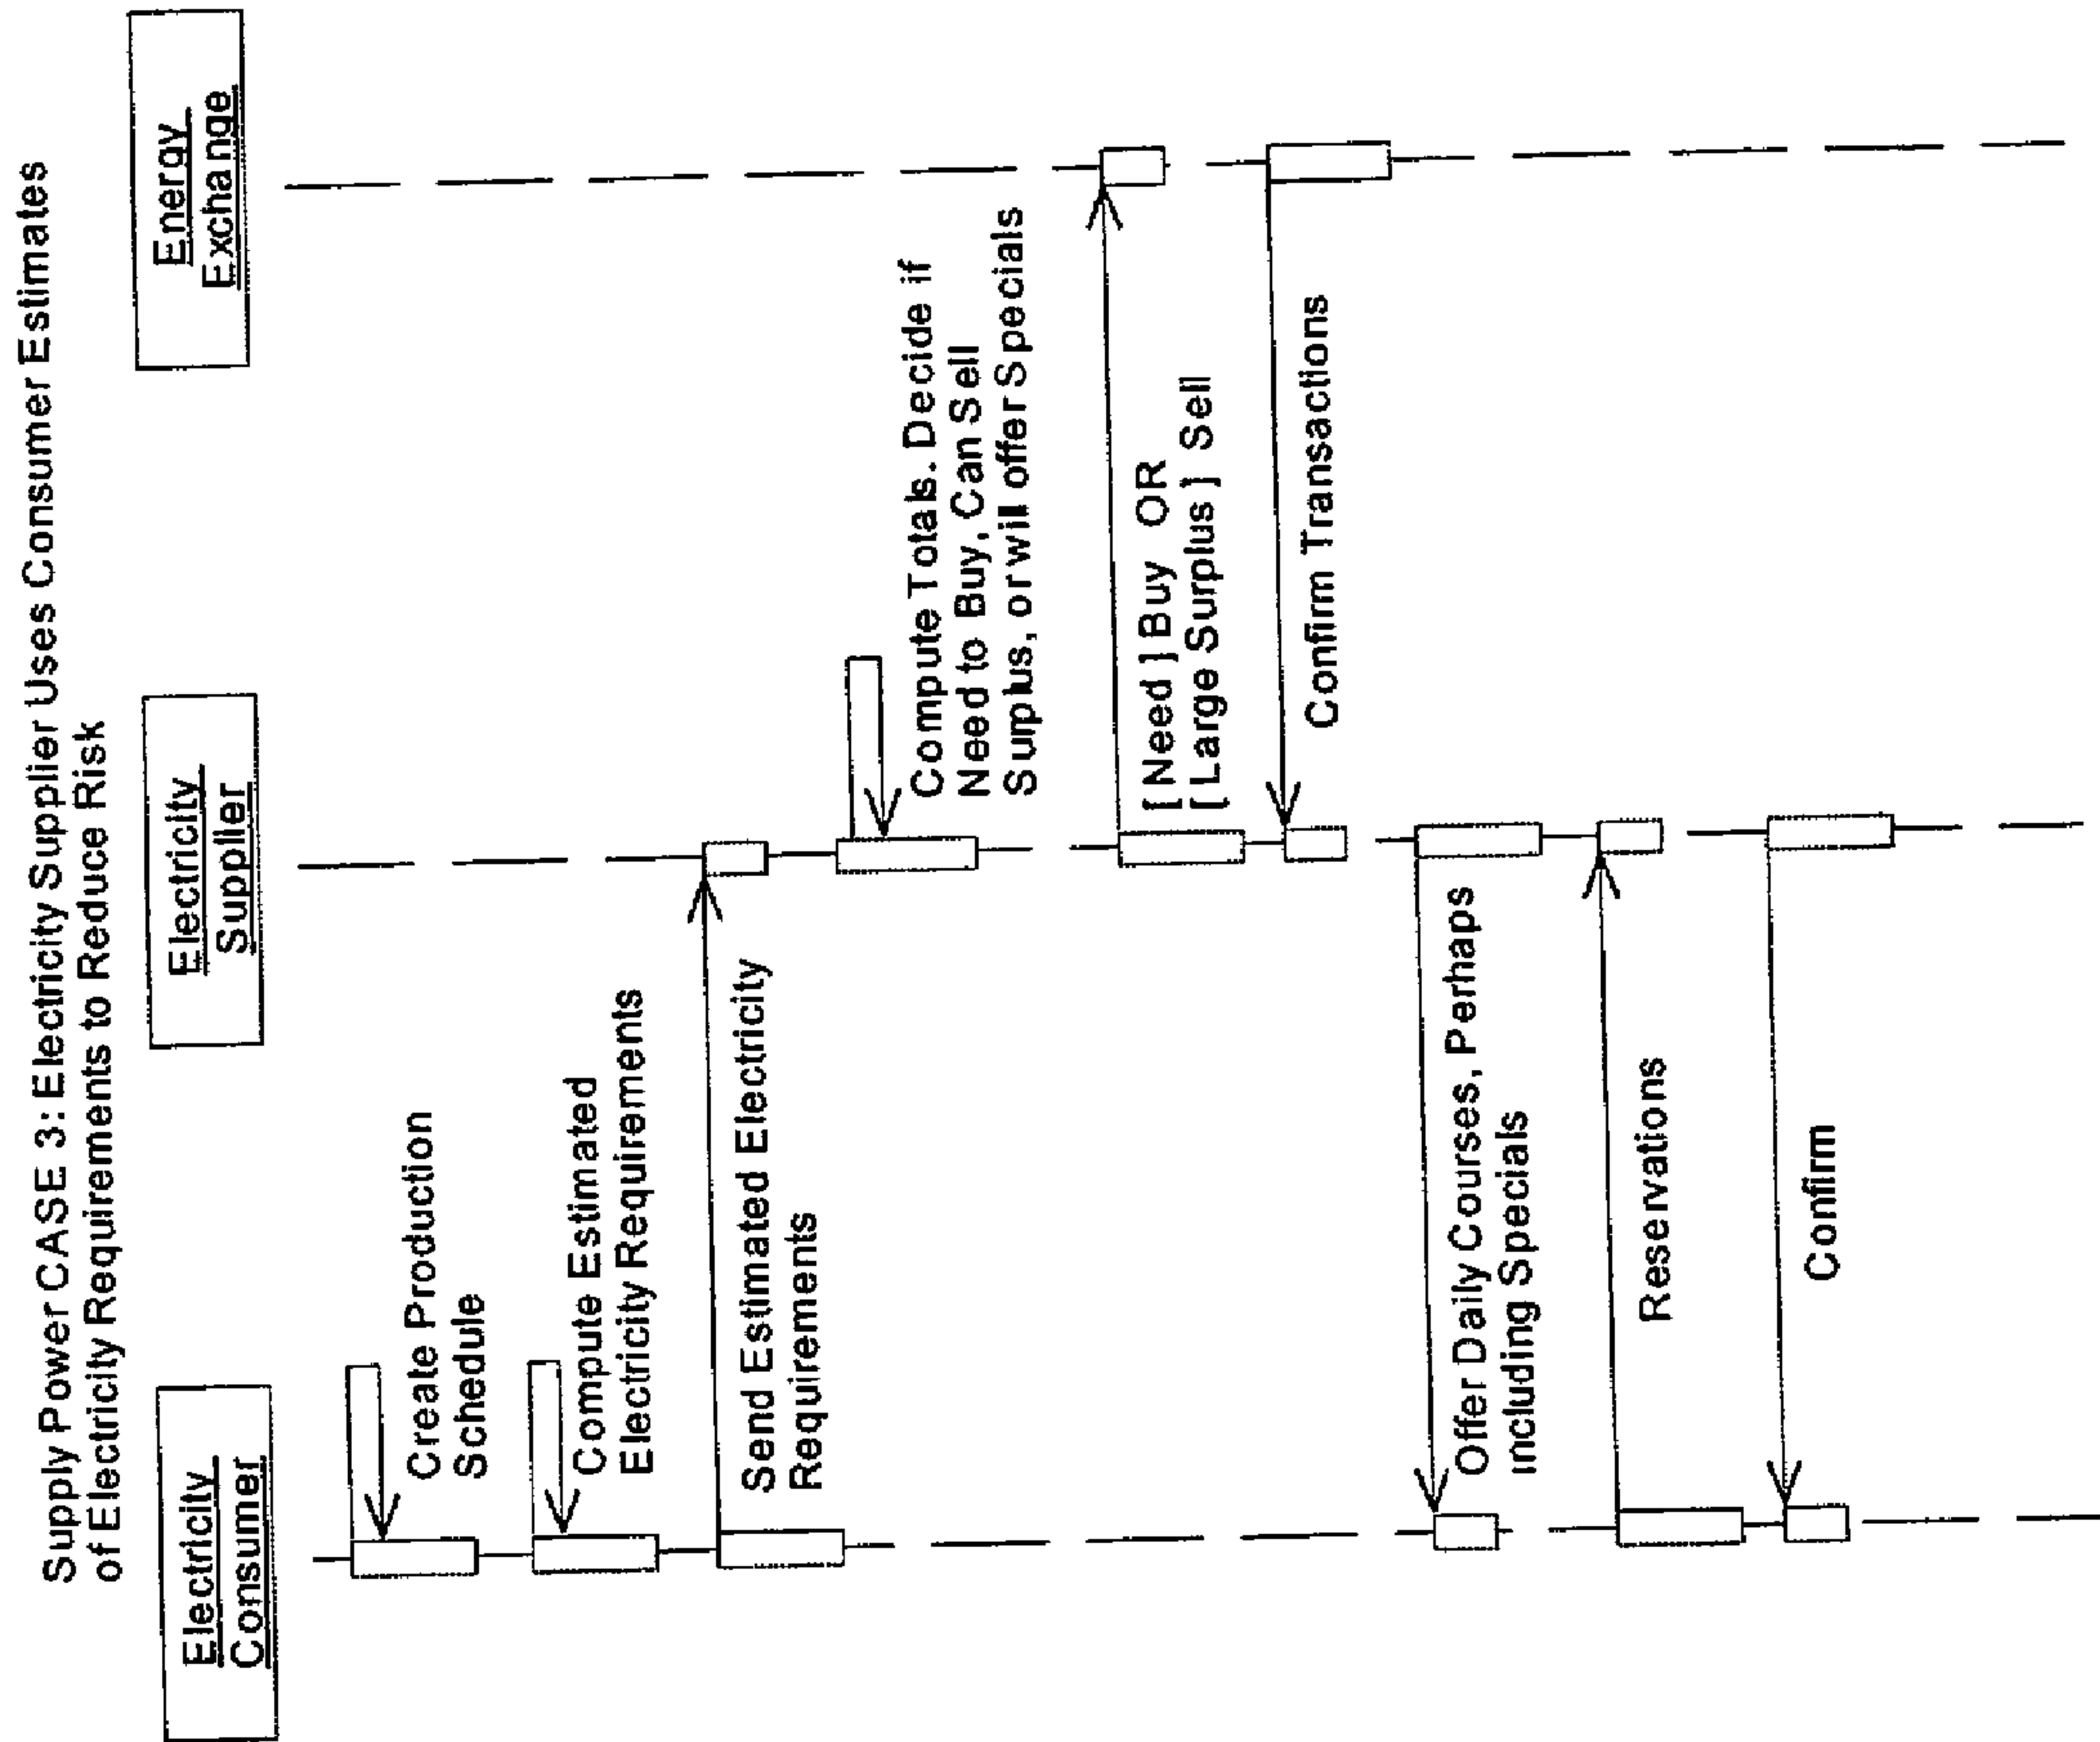 Supply Power CASE 3: Electricity Supplier Uses Consumer Estimates
of Electricity Requirements to Reduce Risk
Electricity
Consumer
Electricity
Supplier
Energy
Exchange
Create Production
Schedule
Compute Estimated
Electricity Requirements
Send Estimated Electricity
Requirements
Compute Totals. Decide if
Need to Buy, Can Sell
Surplus, or will offer Specials
[Need] Buy OR
[Large Surplus] Sell
Confirm Transactions
Offer Daily Courses, Perhaps
including Specials
Reservations
Confirm